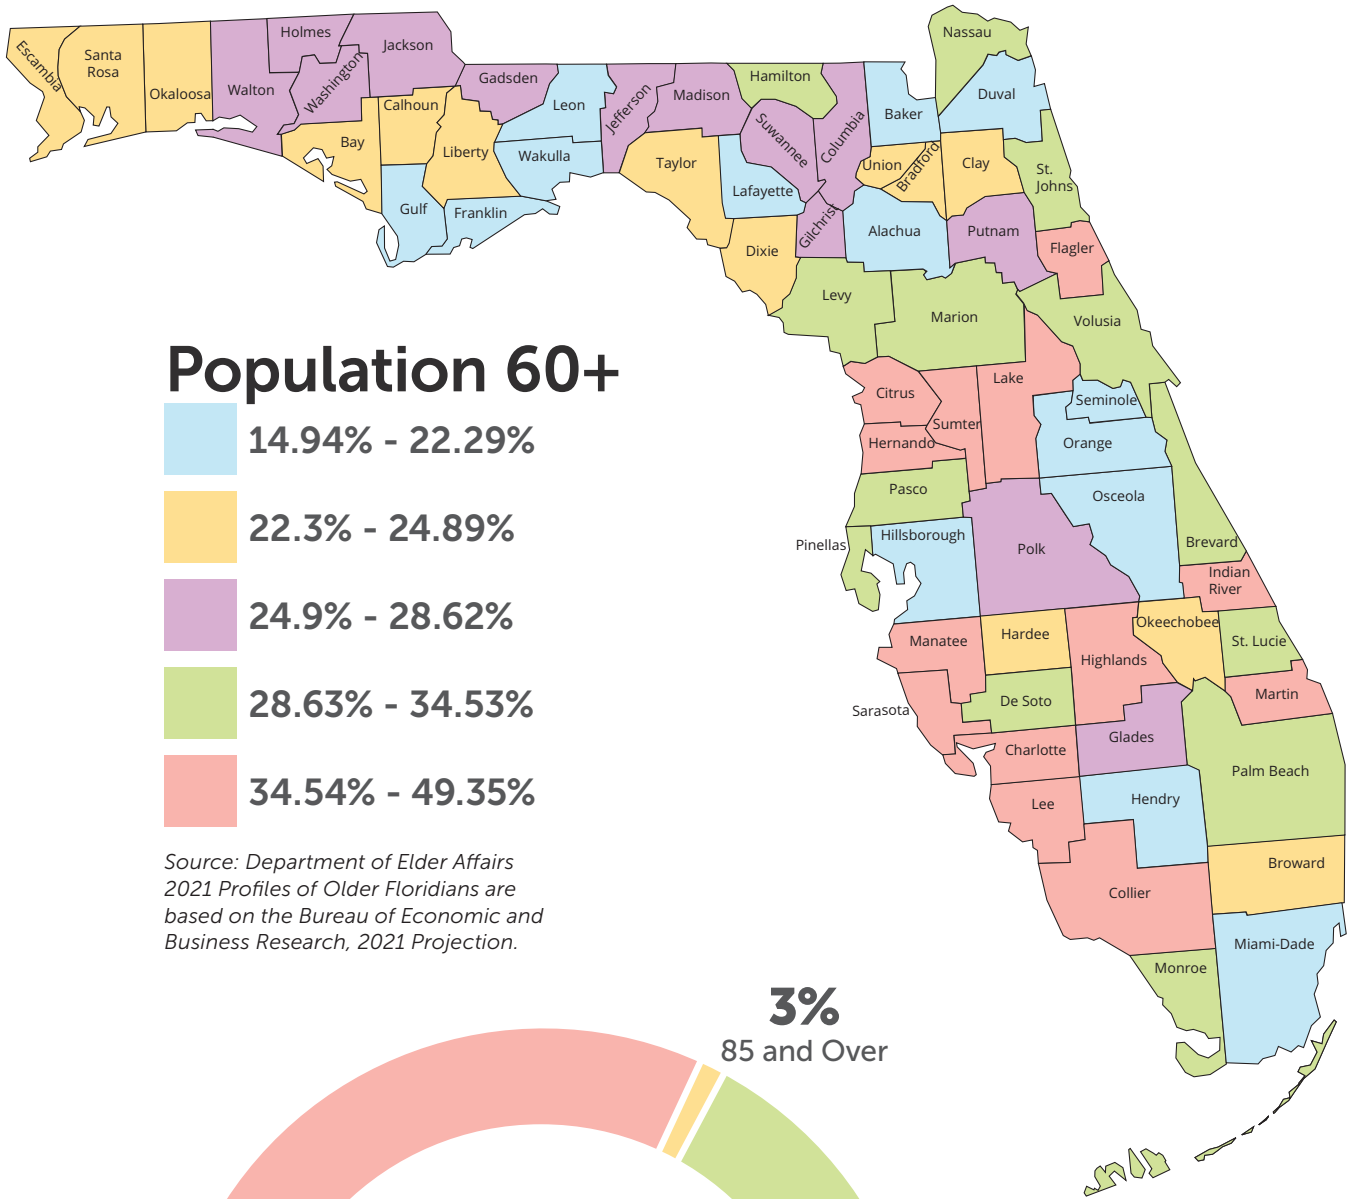 Nassau
Holmes
Jackson
Escambia
Santa
Rosa
Okaloosa
Walton
Washington
Gadsden
Hamilton
Calhoun
Leon
Jefferson
Madison
Duval
Baker
Bay
Liberty
Wakulla
Suwannee
Columbia
Taylor
Lafayette
Union
Bradford
Clay
St.
Johns
Gulf
Franklin
Gilchrist
Alachua
Putnam
Dixie
Flagler
Levy
Marion
Volusia
Population 60+
Citrus
Lake
Seminole
Sumter
14.94% - 22.29%
Hernando
Orange
Pasco
Osceola
22.3% - 24.89%
Pinellas
Hillsborough
Polk
Brevard
Indian
River
24.9% - 28.62%
Manatee
Hardee
Okeechobee
St. Lucie
Highlands
28.63% - 34.53%
Sarasota
De Soto
Martin
Charlotte
Glades
Palm Beach
34.54% - 49.35%
Lee
Hendry
Source: Department of Elder Affairs
2021 Profiles of Older Floridians are
based on the Bureau of Economic and
Business Research, 2021 Projection.
Broward
Collier
Miami-Dade
Monroe
3%
85 and Over